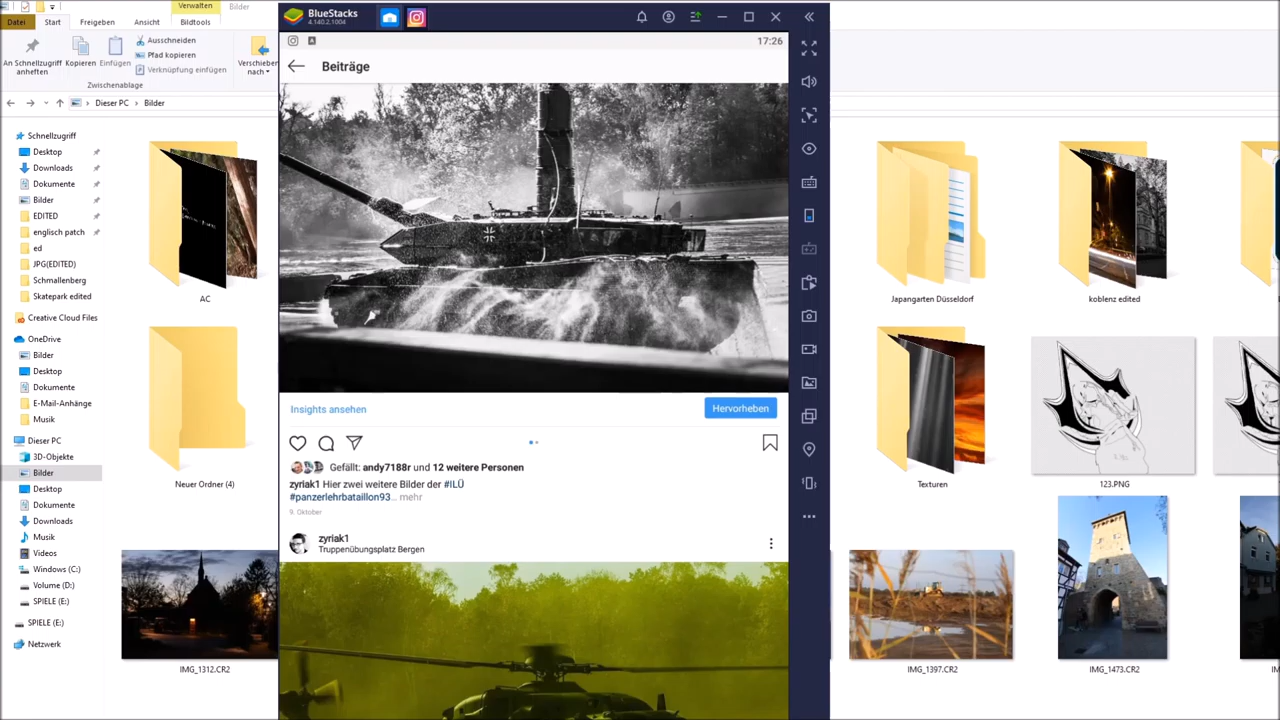 Verwalten
Bilder
Datei
Start
Freigeben
Ansicht
Bildtools
An Schnellzugriff
anheften
Kopieren
Einfügen
Ausschneiden
Pfad kopieren
Verknüpfung einfügen
Verschieben
nach
Zwischenablage
Dieser PC
Bilder
Schnellzugriff
Desktop
Downloads
Dokumente
Bilder
EDITED
englisch patch
ed
JPG(EDITED)
Schmallenberg
Skatepark edited
Creative Cloud Files
OneDrive
Bilder
Desktop
Dokumente
E-Mail-Anhänge
Musik
Dieser PC
3D-Objekte
Bilder
Desktop
Dokumente
Downloads
Musik
Videos
Windows (C:)
Volume (D:)
SPIELE (E:)
SPIELE (E:)
Netzwerk
AC
Neuer Ordner (4)
IMG_1312.CR2
BlueStacks
4.140.2.1004
17:26
Beiträge
Insights ansehen
Hervorheben
Gefällt: andy7188r und 12 weitere Personen
zyriak1 Hier zwei weitere Bilder der #ILÜ
#panzerlehrbataillon93... mehr
9. Oktober
zyriak1
Truppenübungsplatz Bergen
Japangarten Düsseldorf
koblenz edited
Texturen
123.PNG
IMG_1397.CR2
IMG_1473.CR2